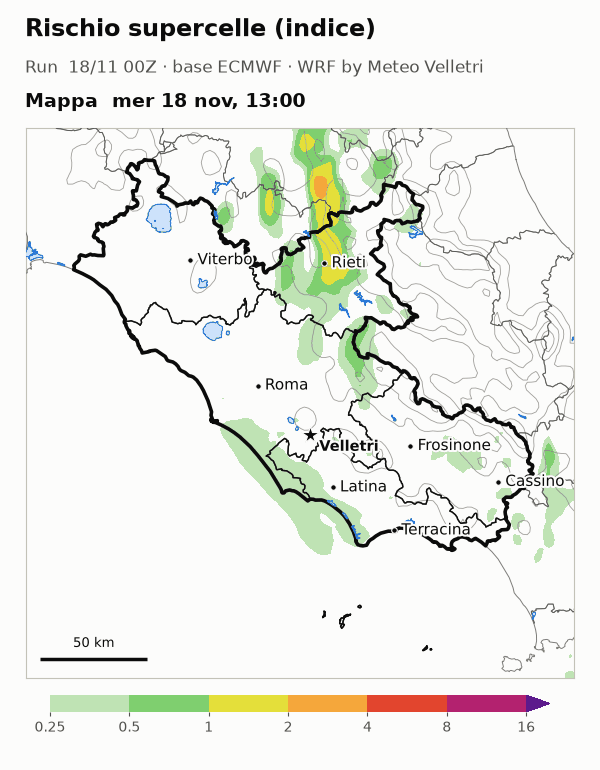 Rischio supercelle (indice)
Run  18/11 00Z · base ECMWF · WRF by Meteo Velletri
Mappa  mer 18 nov, 13:00
Viterbo
Rieti
Roma
Velletri
Frosinone
Latina
Cassino
Terracina
50 km
0.25 0.5 1 2 4 8 16